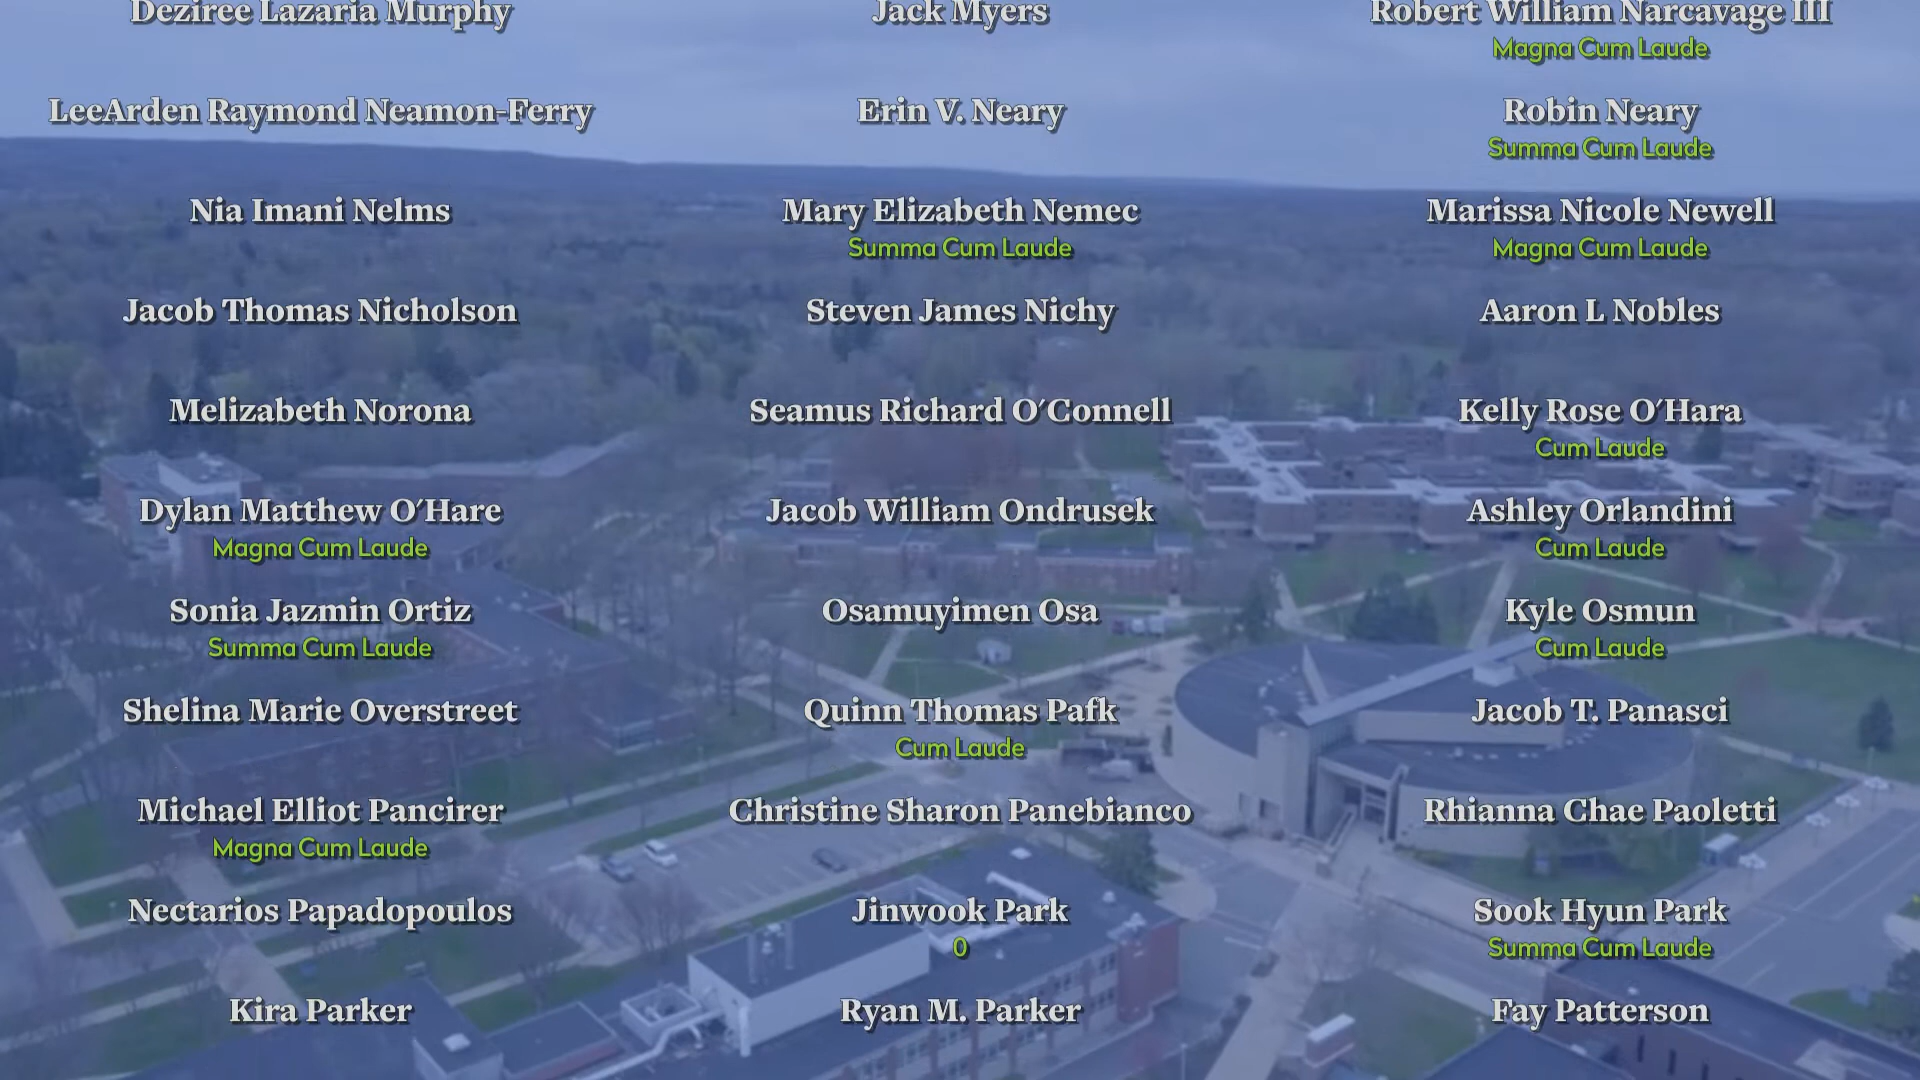 Deziree Lazaria Murphy
Jack Myers
Robert William Narcavage III
Magna Cum Laude
LeeArden Raymond Neamon-Ferry
Erin V. Neary
Robin Neary
Summa Cum Laude
Nia Imani Nelms
Mary Elizabeth Nemec
Summa Cum Laude
Marissa Nicole Newell
Magna Cum Laude
Jacob Thomas Nicholson
Steven James Nichy
Aaron L Nobles
Melizabeth Norona
Seamus Richard O'Connell
Kelly Rose O'Hara
Cum Laude
Dylan Matthew O'Hare
Magna Cum Laude
Jacob William Ondrusek
Ashley Orlandini
Cum Laude
Sonia Jazmin Ortiz
Summa Cum Laude
Osamuyimen Osa
Kyle Osmun
Cum Laude
Shelina Marie Overstreet
Quinn Thomas Pafk
Cum Laude
Jacob T. Panasci
Michael Elliot Pancirer
Magna Cum Laude
Christine Sharon Panebianco
Rhianna Chae Paoletti
Nectarios Papadopoulos
Jinwook Park
0
Sook Hyun Park
Summa Cum Laude
Kira Parker
Ryan M. Parker
Fay Patterson